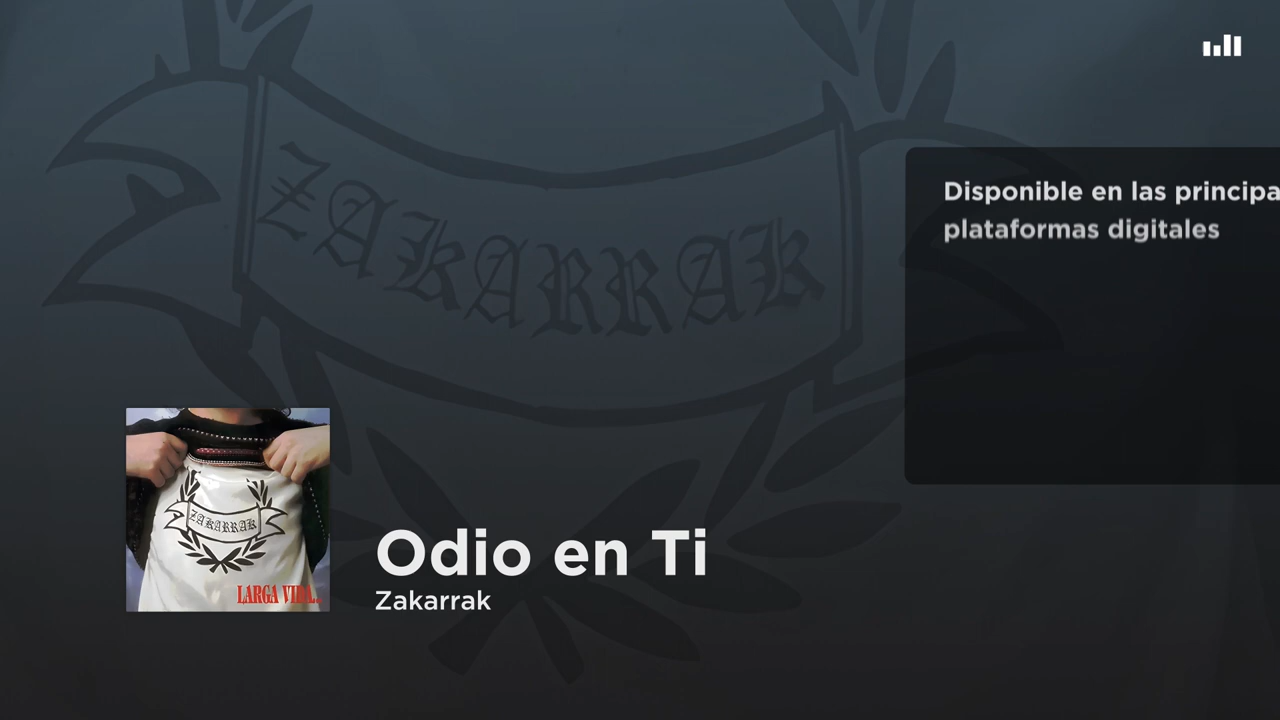 ZAKARRAK
Disponible en las principa
plataformas digitales
ZAKARRAK
LARGA VIDA...
Odio en Ti
Zakarrak